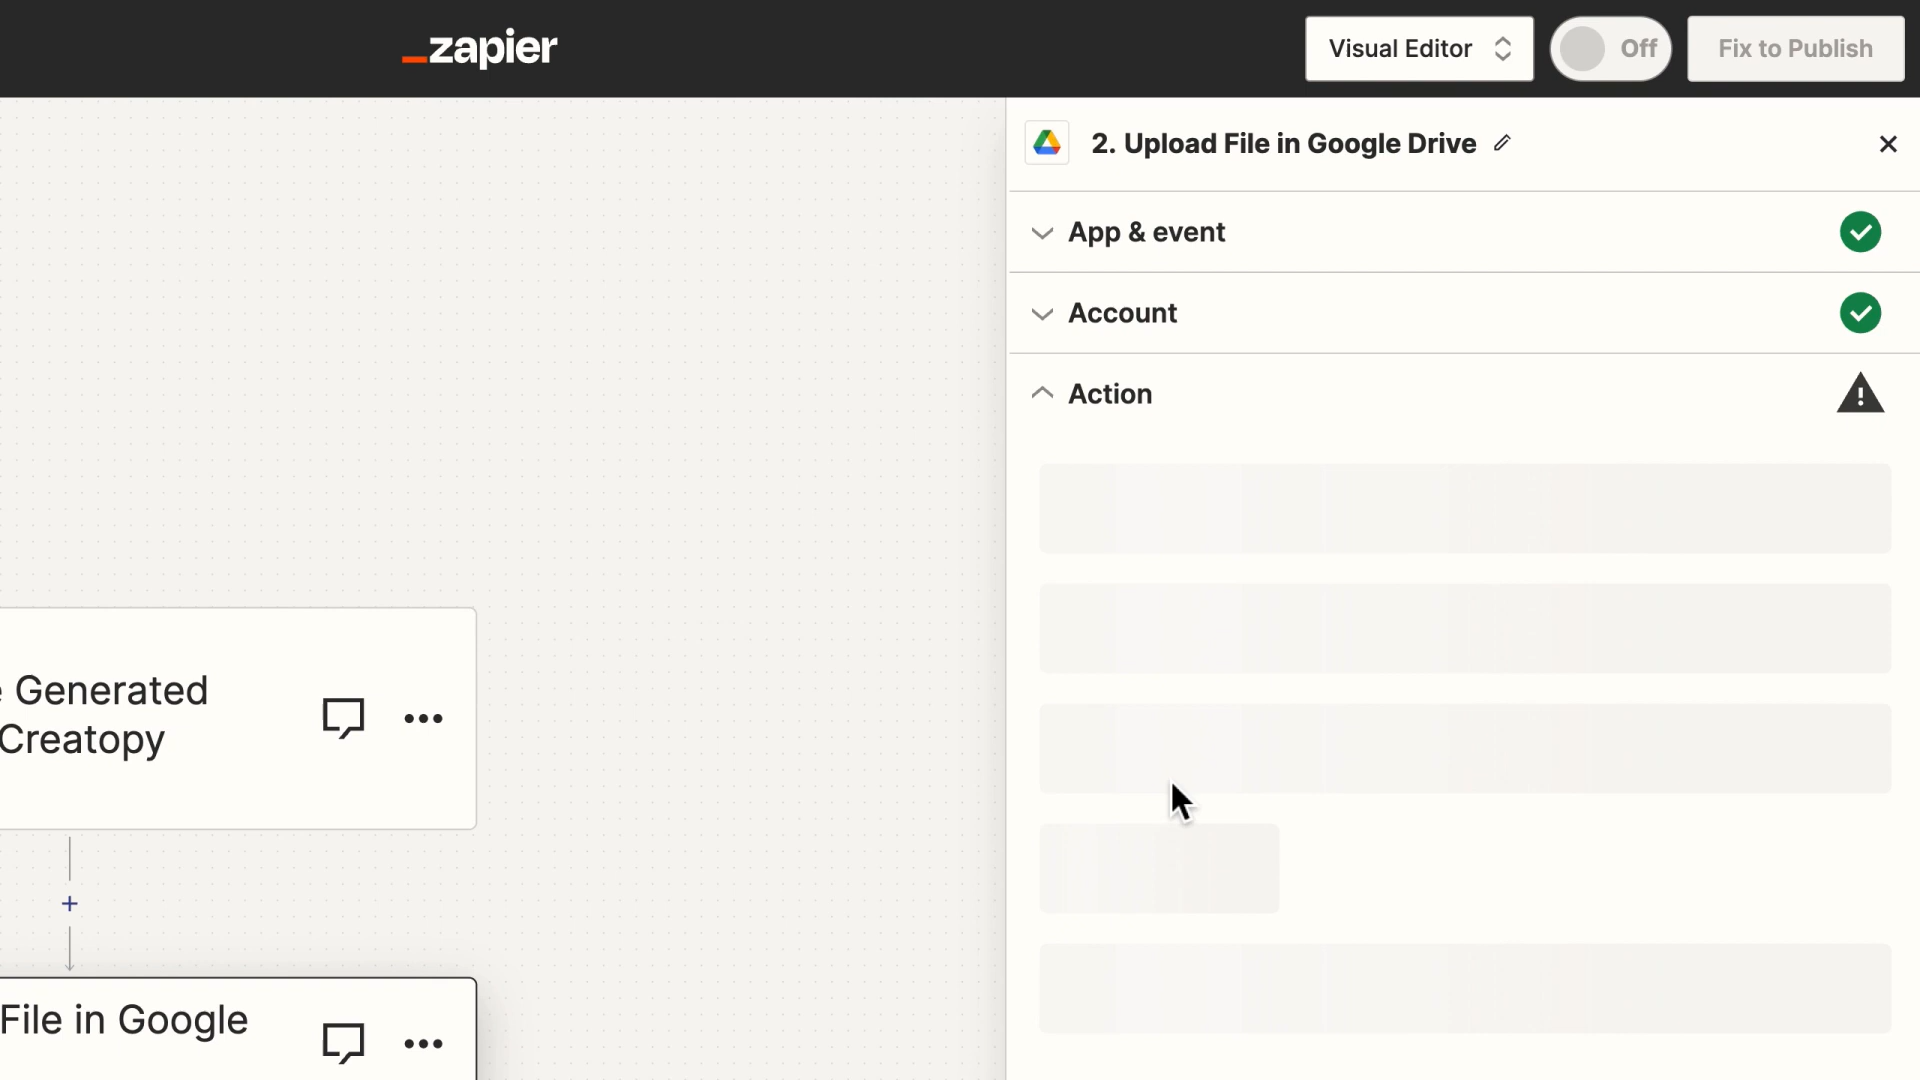 zapier
Visual Editor
Off
Fix to Publish
2. Upload File in Google Drive
App & event
Account
Action
Generated
Creatopy
File in Google